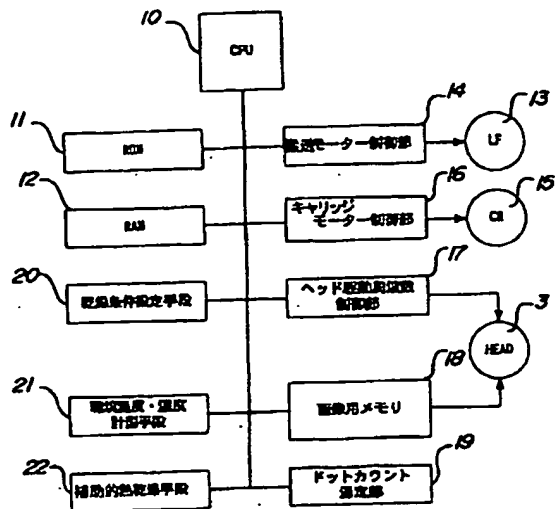 10
CPU
11
ROM
14
搬送モーター制御部
13
LF
12
RAM
16
キャリッジ
モーター制御部
15
CR
20
乾燥条件設定手段
17
ヘッド駆動周波数
制御部
3
HEAD
21
環境温度・湿度
計測手段
18
画像用メモリ
22
補助的熱乾燥手段
19
ドットカウント
測定部